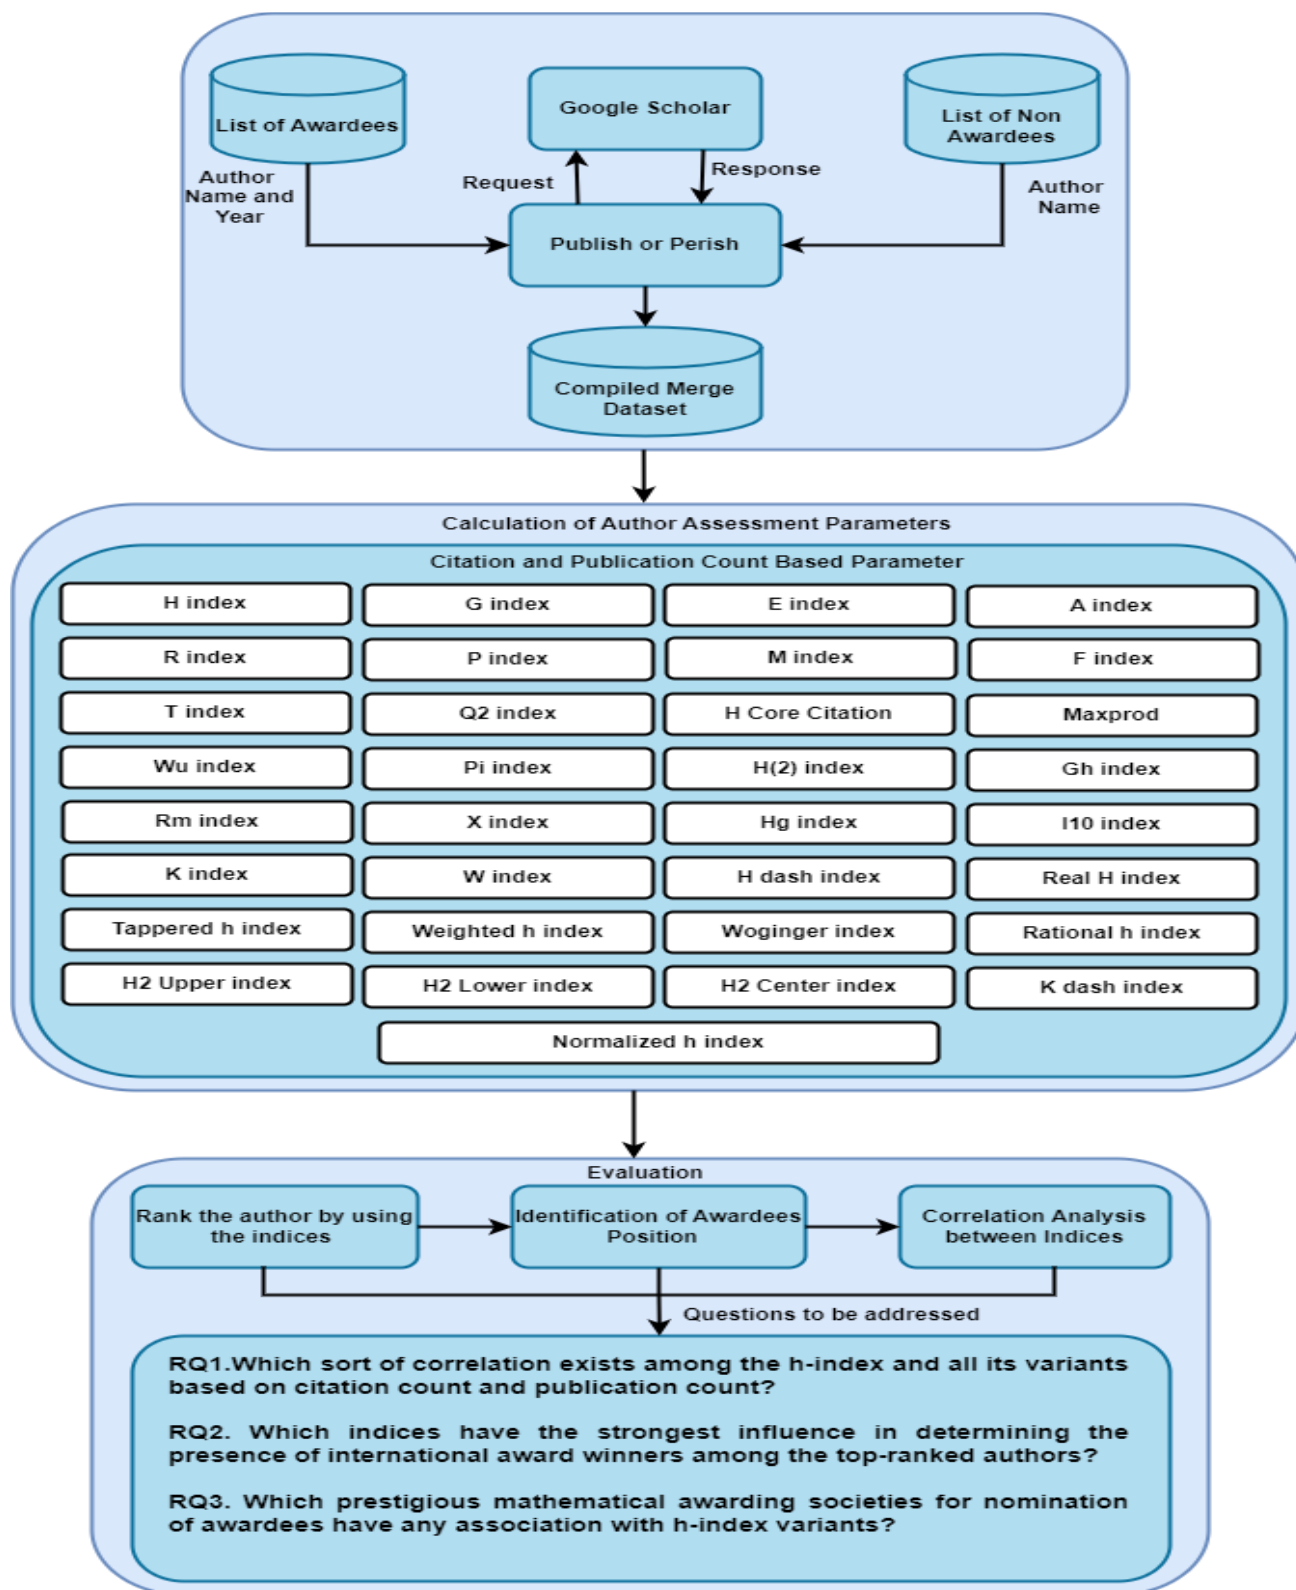 List of Awardees
Google Scholar
List of Non
Awardees
Author
Name and
Year
Request
Response
Author
Name
Publish or Perish
Compiled Merge
Dataset
Calculation of Author Assessment Parameters
Citation and Publication Count Based Parameter
H index
G index
E index
A index
R index
P index
M index
F index
T index
Q2 index
H Core Citation
Maxprod
Wu index
Pi index
H(2) index
Gh index
Rm index
X index
Hg index
I10 index
K index
W index
H dash index
Real H index
Tappered h index
Weighted h index
Woginger index
Rational h index
H2 Upper index
H2 Lower index
H2 Center index
K dash index
Normalized h index
Evaluation
Rank the author by using
the indices
Identification of Awardees
Position
Correlation Analysis
between Indices
Questions to be addressed
RQ1.Which sort of correlation exists among the h-index and all its variants
based on citation count and publication count?
RQ2. Which indices have the strongest influence in determining the
presence of international award winners among the top-ranked authors?
RQ3. Which prestigious mathematical awarding societies for nomination
of awardees have any association with h-index variants?